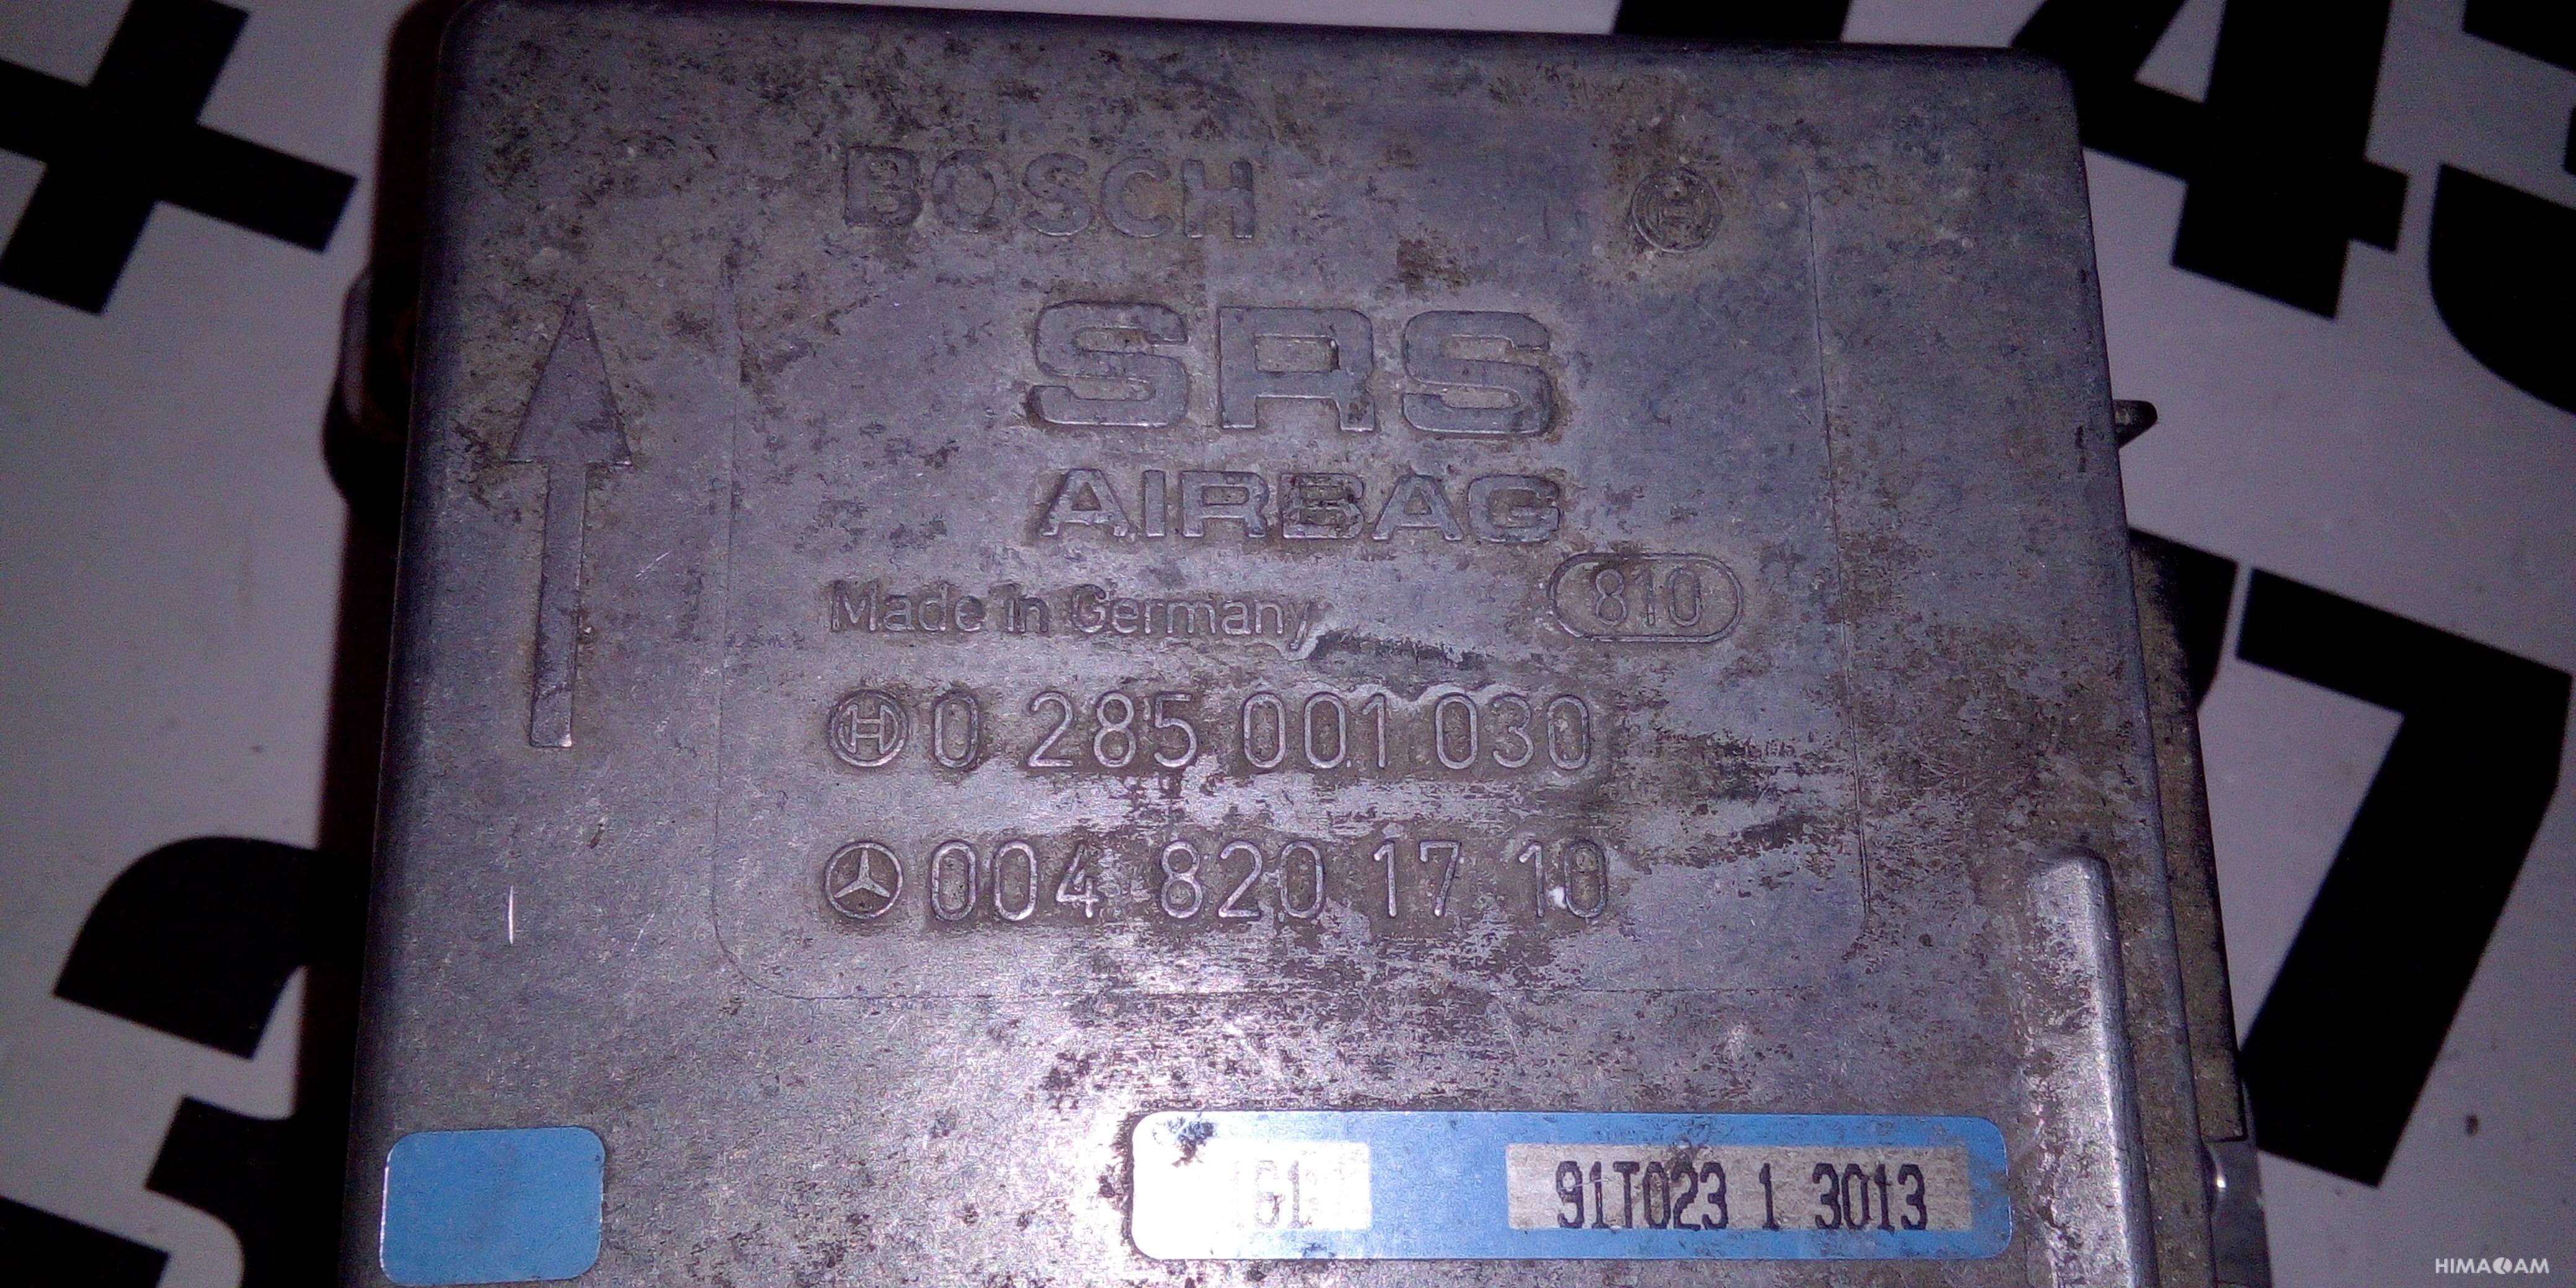 BOSCH
SRS
AIRBAG
Made in Germany 810
0 285 001 030
004 820 17 10
G1 91T023 1 3013
HIMACAM